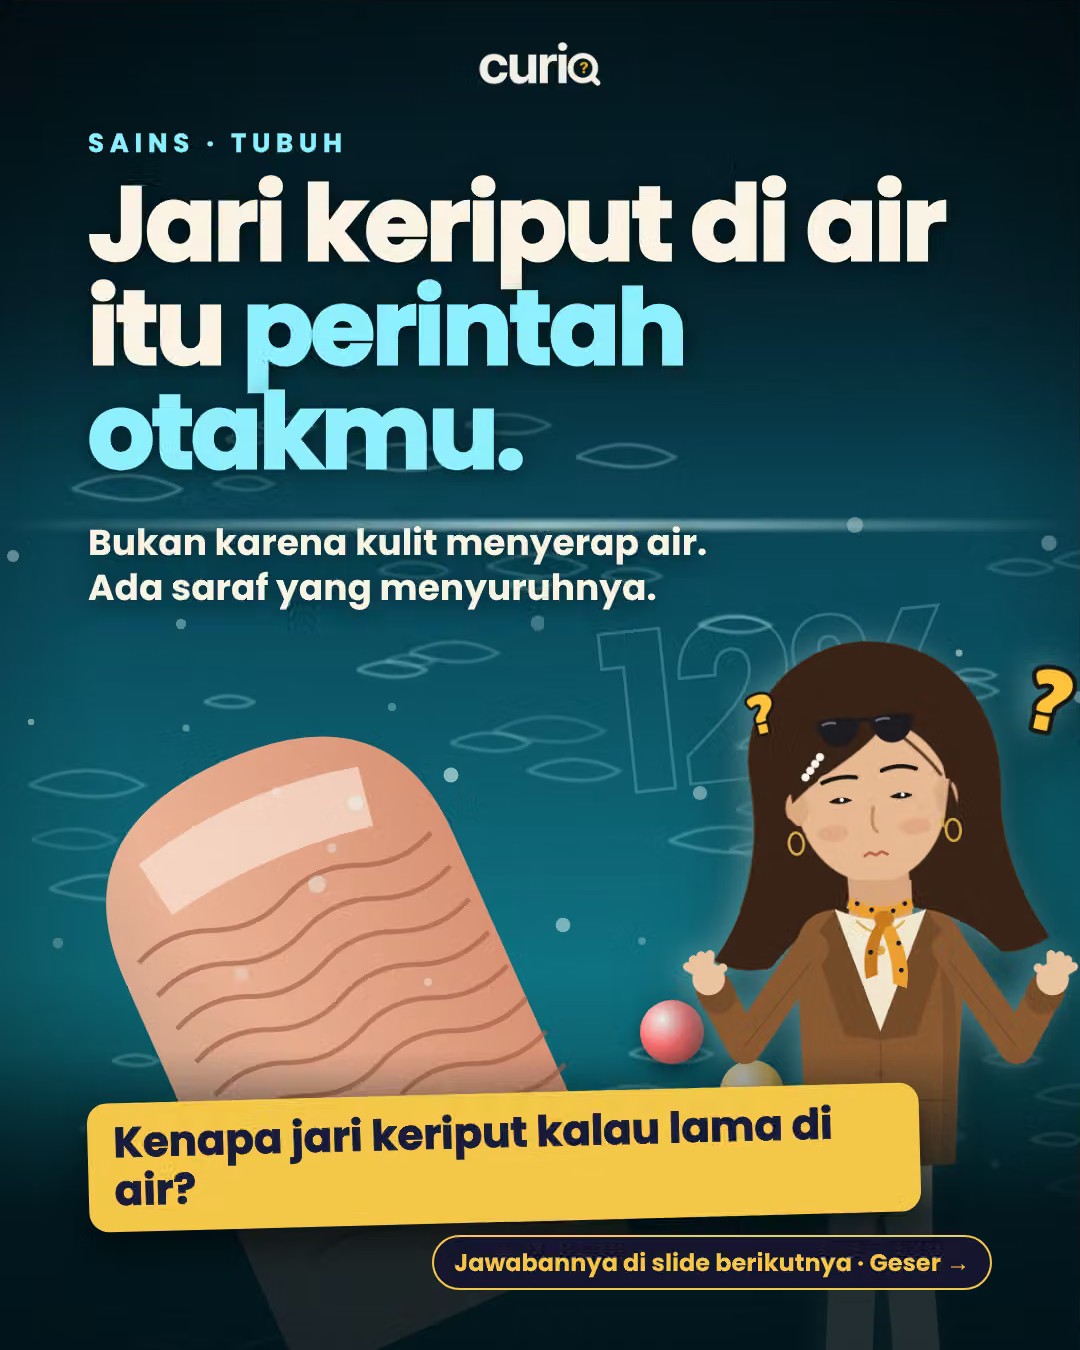 curiQ
SAINS · TUBUH
Jari keriput di air
itu perintah
otakmu.
Bukan karena kulit menyerap air.
Ada saraf yang menyuruhnya.
12%
?
?
Kenapa jari keriput kalau lama di
air?
Jawabannya di slide berikutnya · Geser →